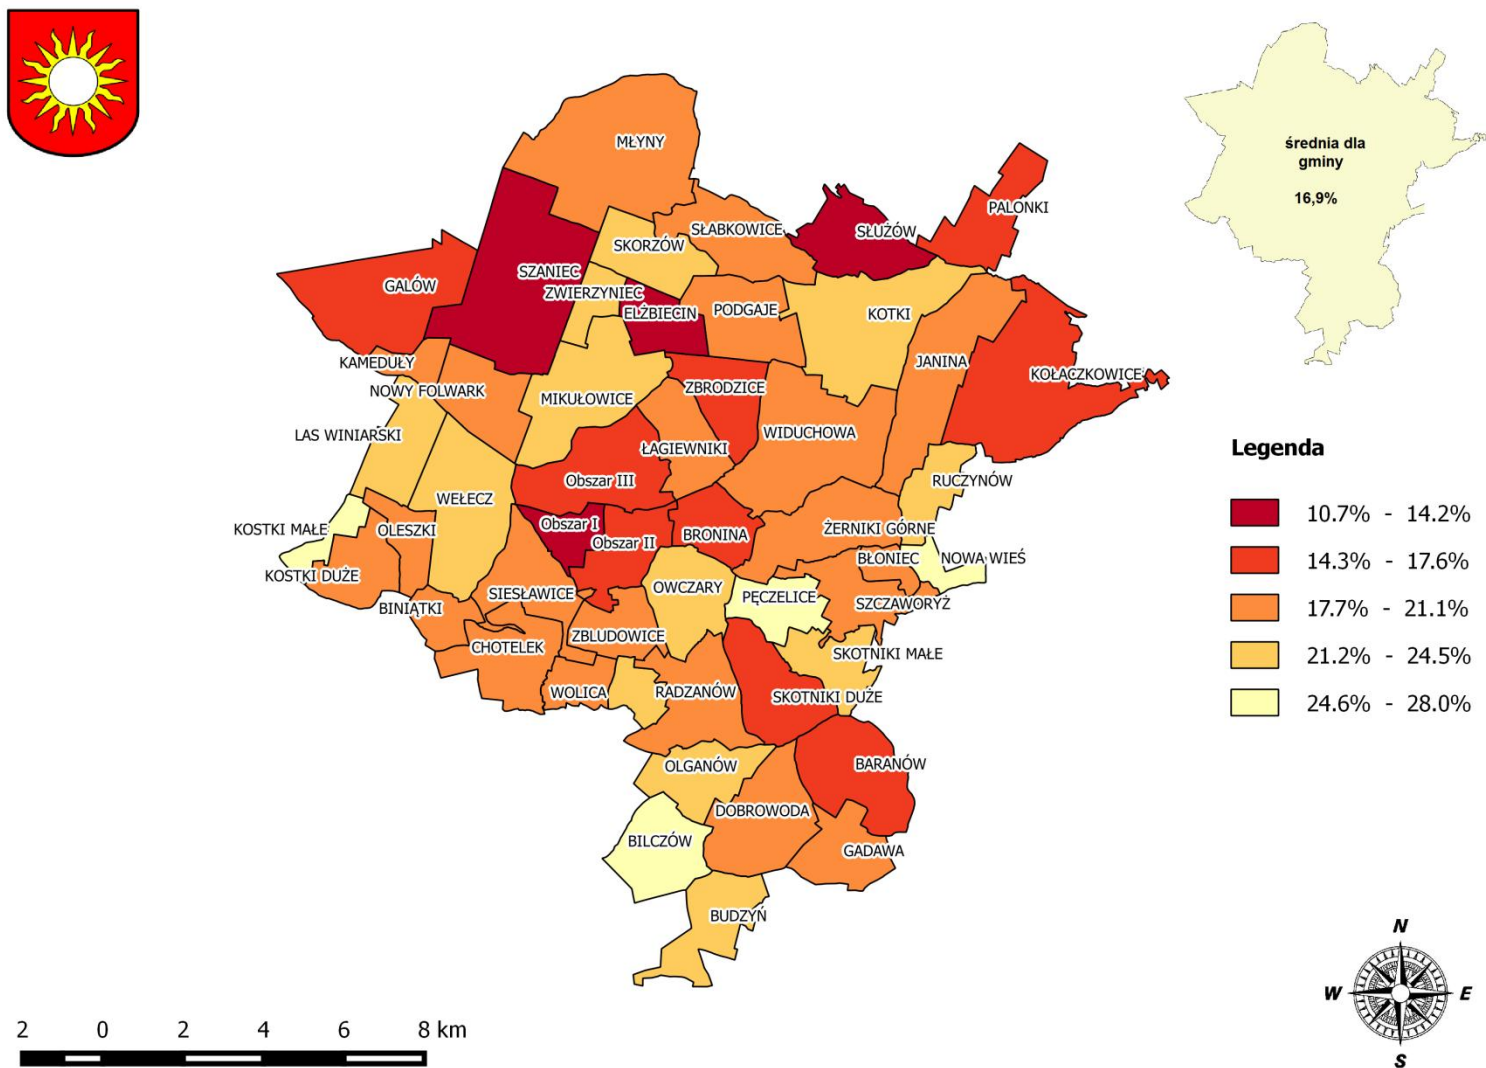 MŁYNY
średnia dla
gminy
16,9%
PALONKI
SŁABKOWICE
SŁUŻÓW
SKORZÓW
SZANIEC
GALÓW
ZWIERZYNIEC
ELŻBIECIN
PODGAJE
KOTKI
KAMEDUŁY
JANINA
KOŁACZKOWICE
NOWY FOLWARK
ZBRODZICE
MIKUŁOWICE
LAS WINIARSKI
WIDUCHOWA
ŁAGIEWNIKI
Legenda
Obszar III
RUCZYNÓW
WEŁECZ
10.7% - 14.2%
KOSTKI MAŁE
OLESZKI
Obszar I
BRONINA
ŻERNIKI GÓRNE
Obszar II
BŁONIEC
NOWA WIEŚ
14.3% - 17.6%
KOSTKI DUŻE
OWCZARY
SIESŁAWICE
PĘCZELICE
SZCZAWORYŻ
BINIĄTKI
17.7% - 21.1%
ZBLUDOWICE
CHOTELEK
SKOTNIKI MAŁE
21.2% - 24.5%
WOLICA
RADZANÓW
SKOTNIKI DUŻE
24.6% - 28.0%
OLGANÓW
BARANÓW
DOBROWODA
BILCZÓW
GADAWA
BUDZYŃ
N
W
E
S
2 0 2 4 6 8 km